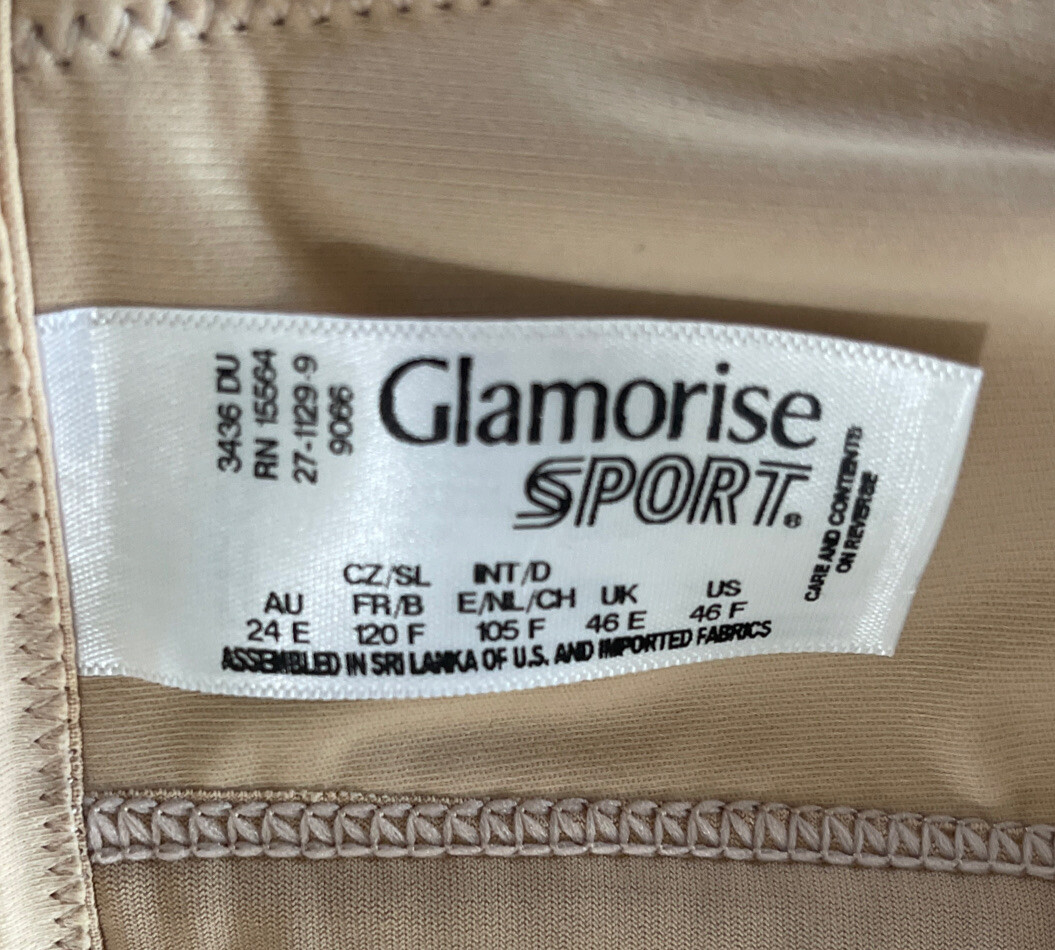 3436 DU
RN 15564
27-1129-9
9066
Glamorise
SPORT®
CARE AND CONTENTS
ON REVERSE
CZ/SL INT/D
AU FR/B E/NL/CH UK US
24 E 120 F 105 F 46 E 46 F
ASSEMBLED IN SRI LANKA OF U.S. AND IMPORTED FABRICS